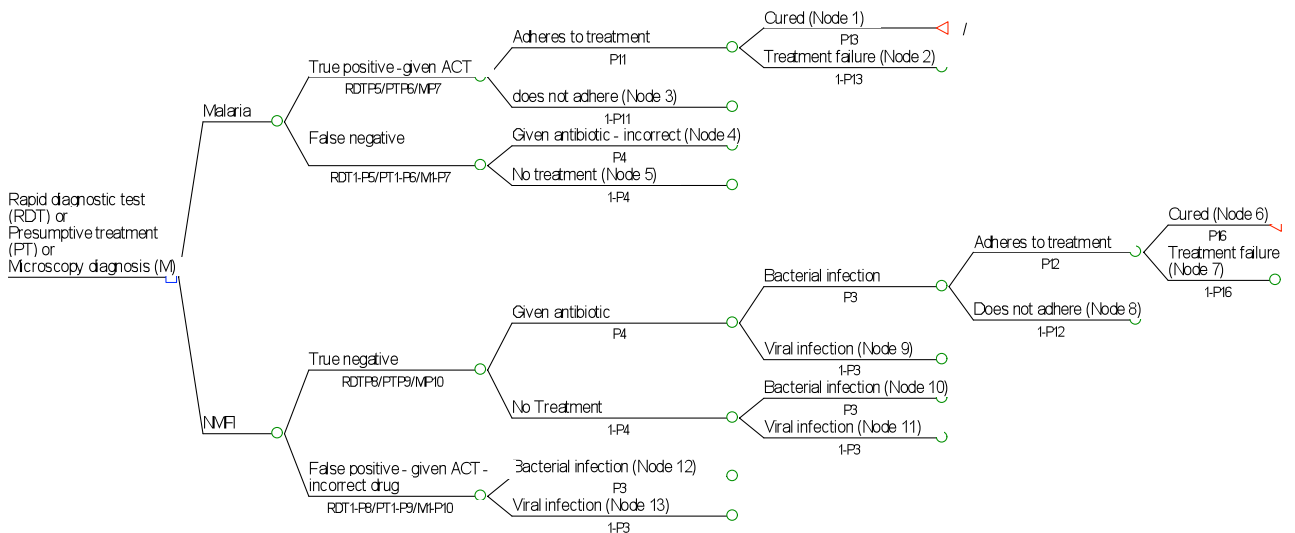 Cured (Node 1)
P13
/
Adheres to treatment
P11
Treatment failure (Node 2)
1-P13
True positive - given ACT
RDTP5/PTP6/MP7
does not adhere (Node 3)
1-P11
Malaria
False negative
RDT1-P5/PT1-P6/M1-P7
Given antibiotic - incorrect (Node 4)
P4
No treatment (Node 5)
1-P4
Rapid diagnostic test
(RDT) or
Presumptive treatment
(PT) or
Microscopy diagnosis (M)
Cured (Node 6)
P16
Adheres to treatment
P12
Treatment failure
(Node 7)
1-P16
Bacterial infection
P3
Does not adhere (Node 8)
1-P12
Given antibiotic
P4
Viral infection (Node 9)
1-P3
True negative
RDTP8/PTP9/MP10
Bacterial infection (Node 10)
P3
No Treatment
1-P4
Viral infection (Node 11)
1-P3
NMFI
False positive - given ACT -
incorrect drug
RDT1-P8/PT1-P9/M1-P10
Bacterial infection (Node 12)
P3
Viral infection (Node 13)
1-P3